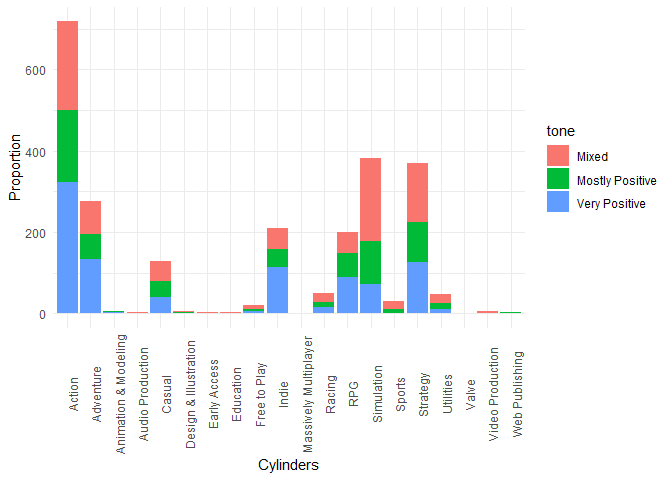 600
400
200
0
Proportion
Action
Adventure
Animation & Modeling
Audio Production
Casual
Design & Illustration
Early Access
Education
Free to Play
Indie
Massively Multiplayer
Racing
RPG
Simulation
Sports
Strategy
Utilities
Valve
Video Production
Web Publishing
Cylinders
tone
Mixed
Mostly Positive
Very Positive